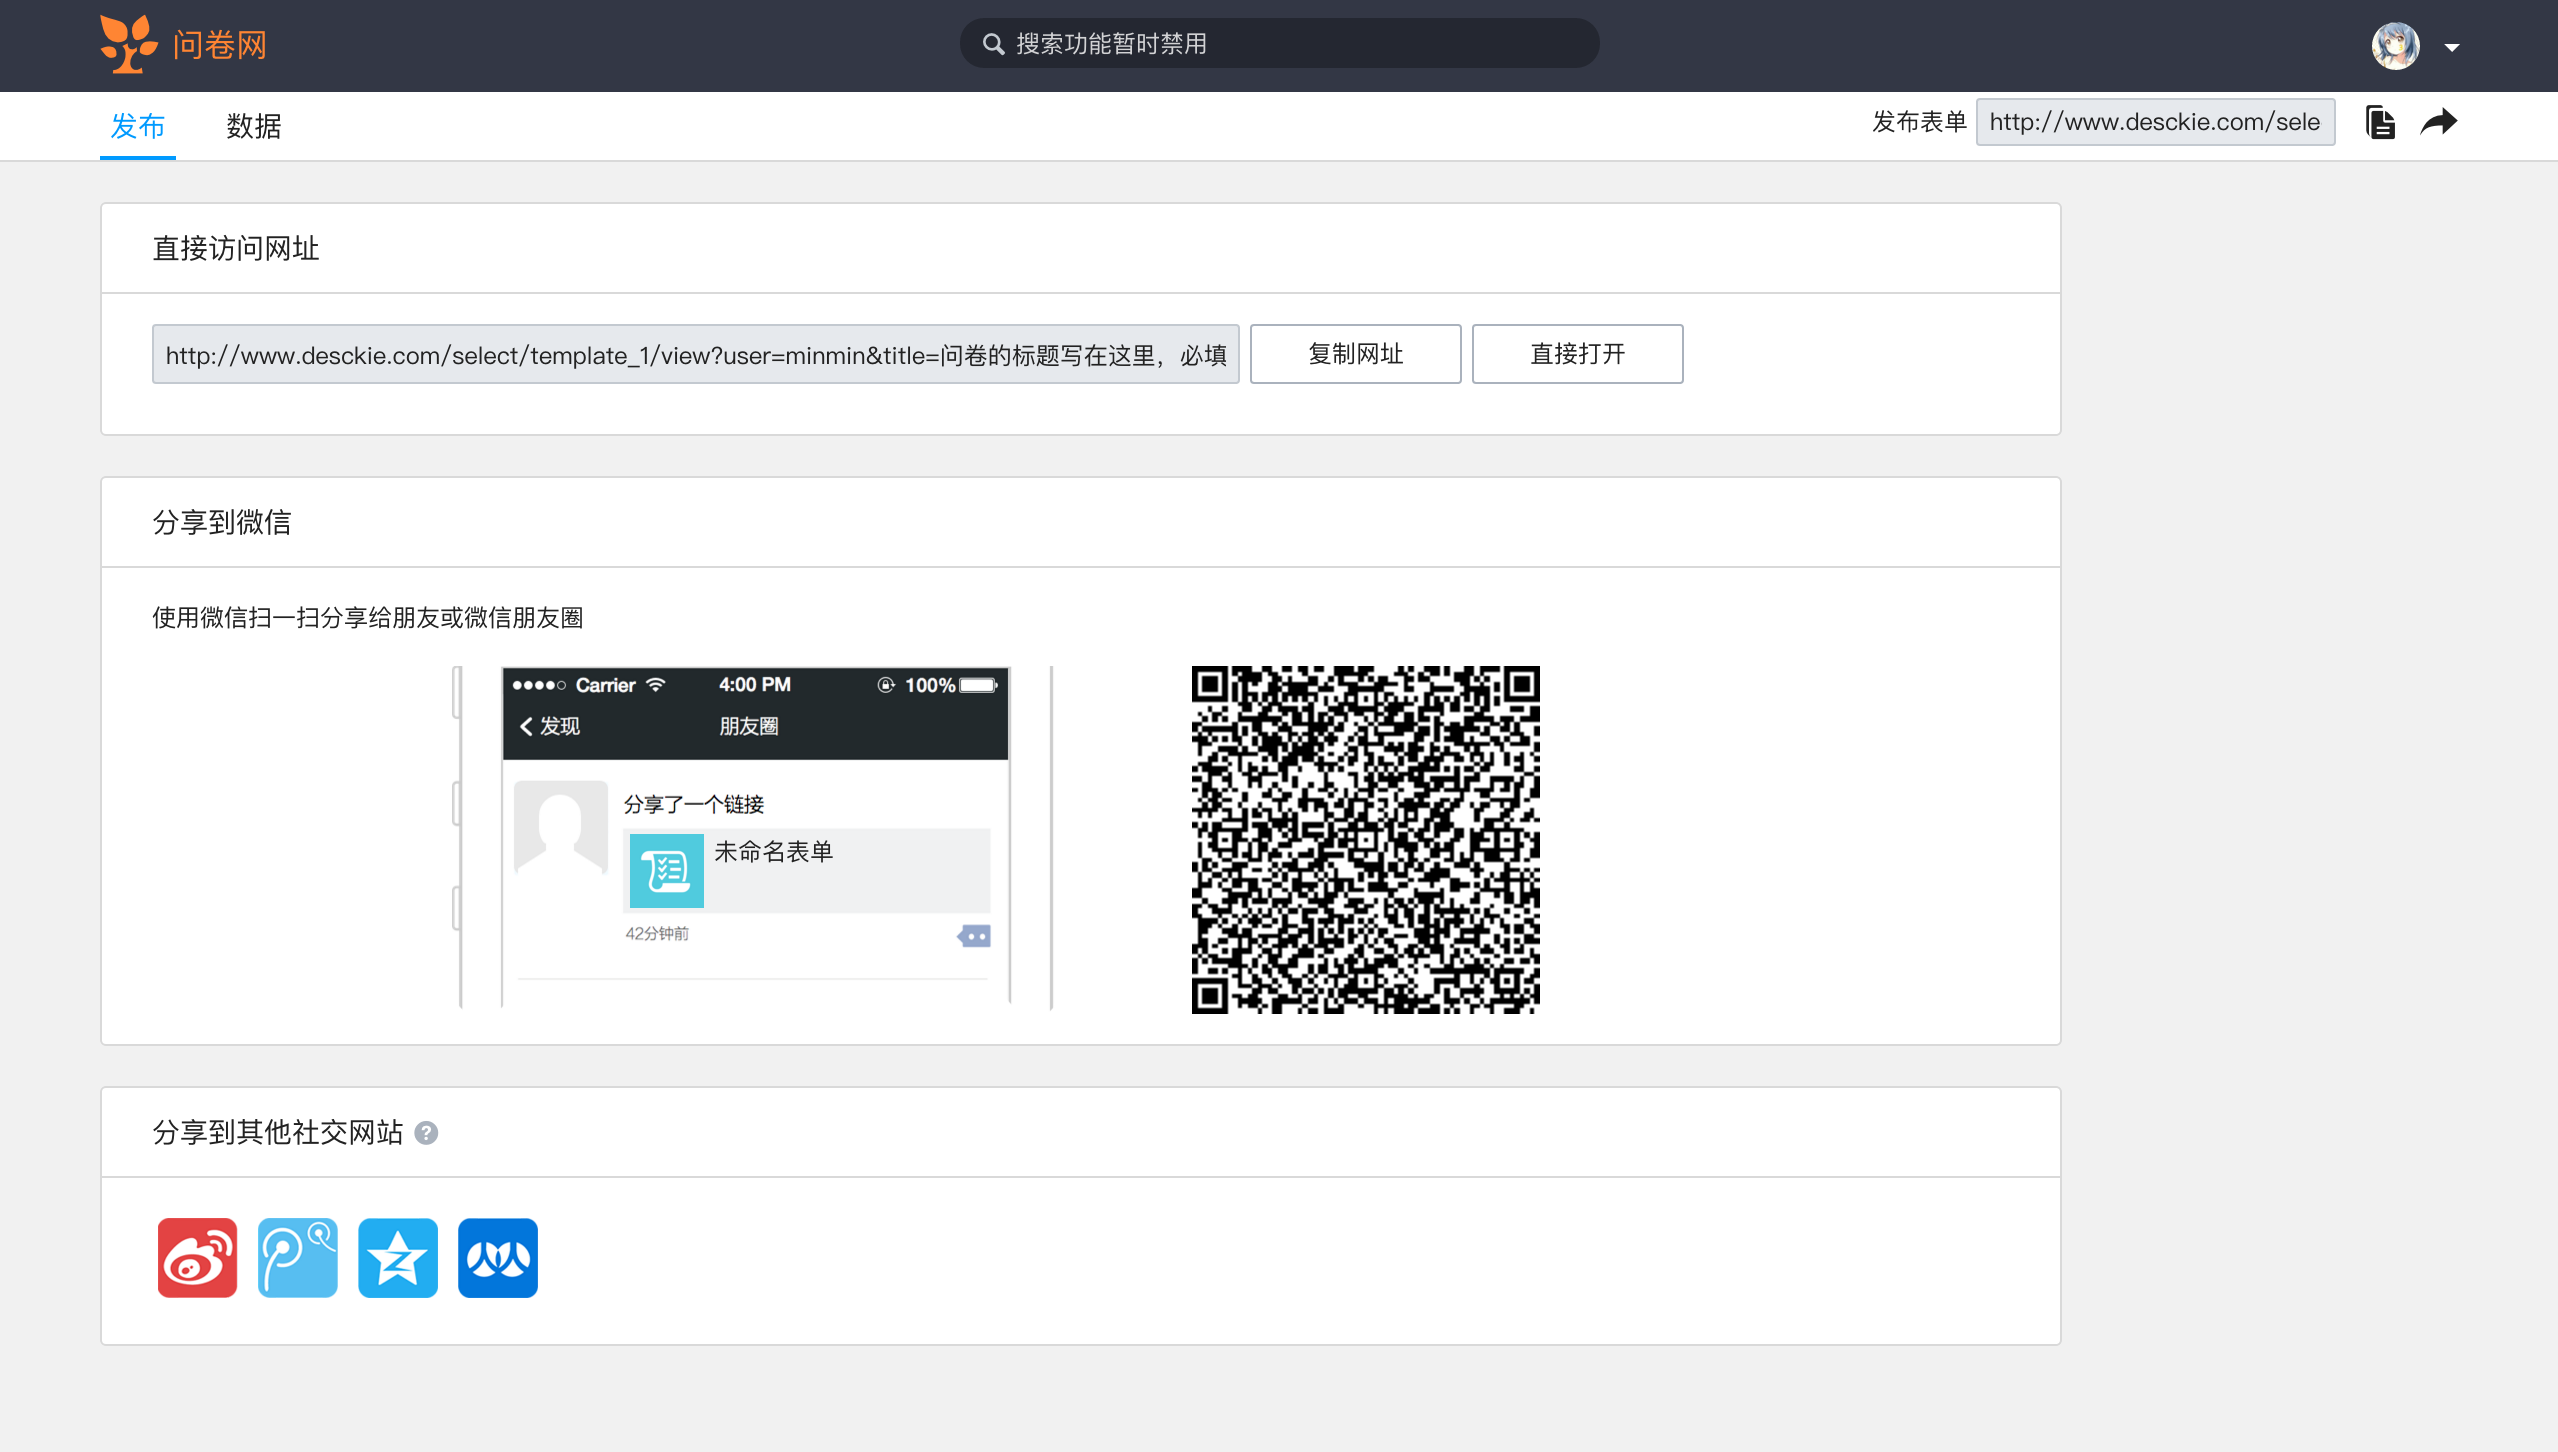 问卷网
搜索功能暂时禁用
发布
数据
发布表单
http://www.desckie.com/sele
直接访问网址
http://www.desckie.com/select/template_1/view?user=minmin&title=问卷的标题写在这里，必填
复制网址
直接打开
分享到微信
使用微信扫一扫分享给朋友或微信朋友圈
Carrier
4:00 PM
100%
发现
朋友圈
分享了一个链接
未命名表单
42分钟前
分享到其他社交网站 ?